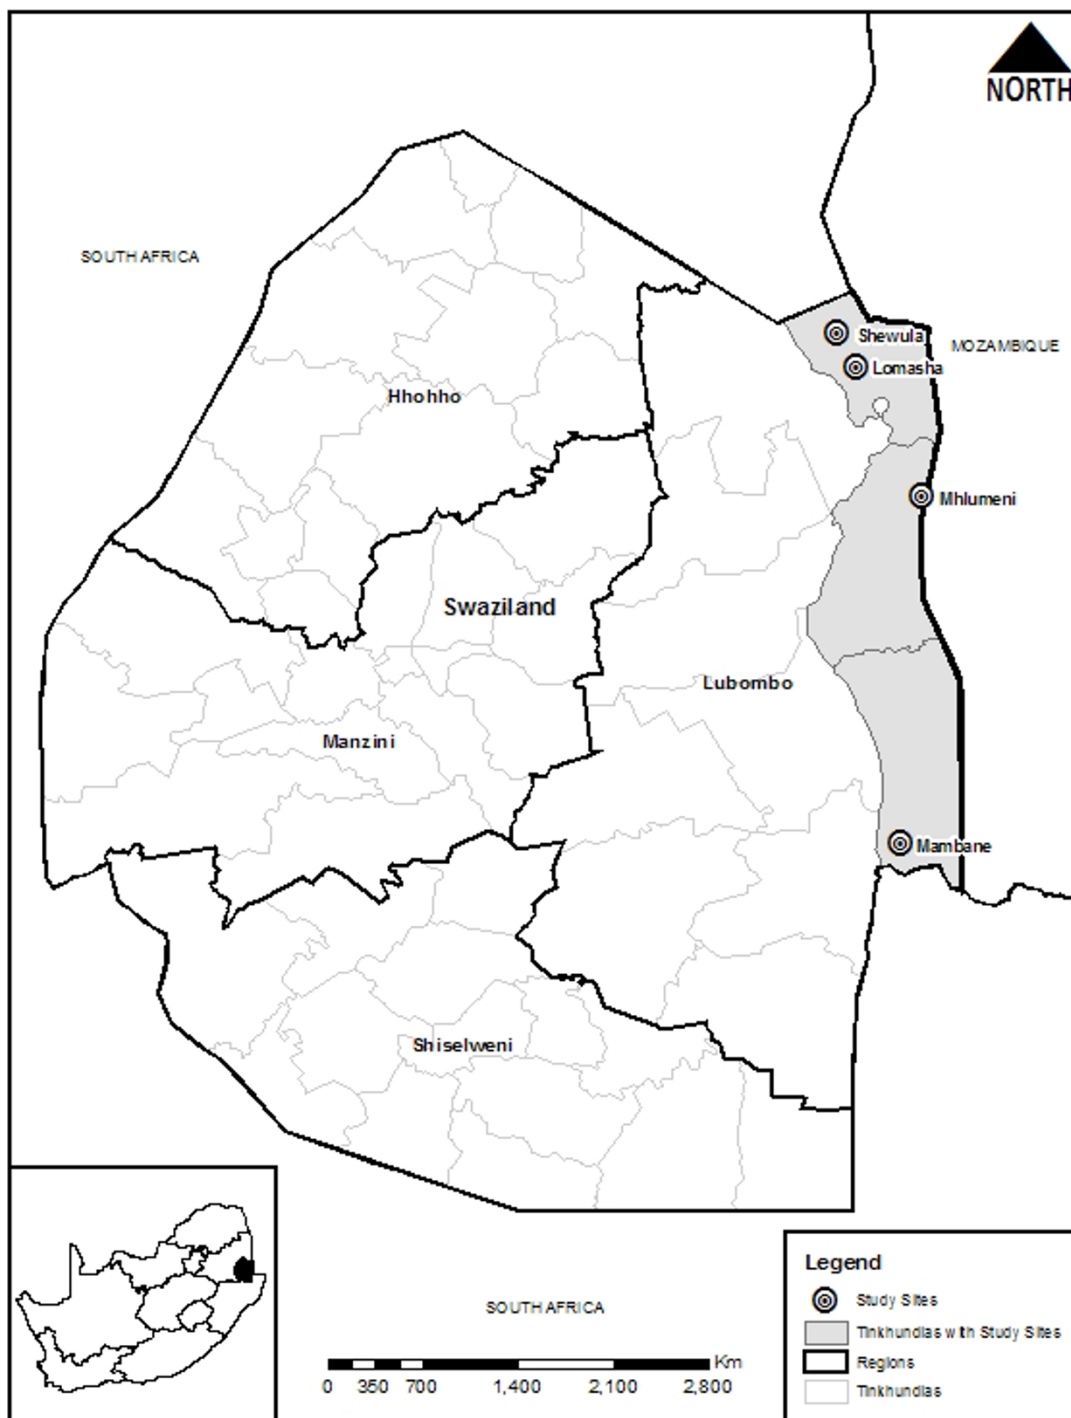 NORTH
SOUTH AFRICA
Shewula
MOZAMBIQUE
Lomasha
Hhohho
Mhlumeni
Swaziland
Lubombo
Manzini
Mambane
Shiselweni
SOUTH AFRICA
Km
0 350 700 1,400 2,100 2,800
Legend
Study Sites
Tinkhundlas with Study Sites
Regions
Tinkhundlas